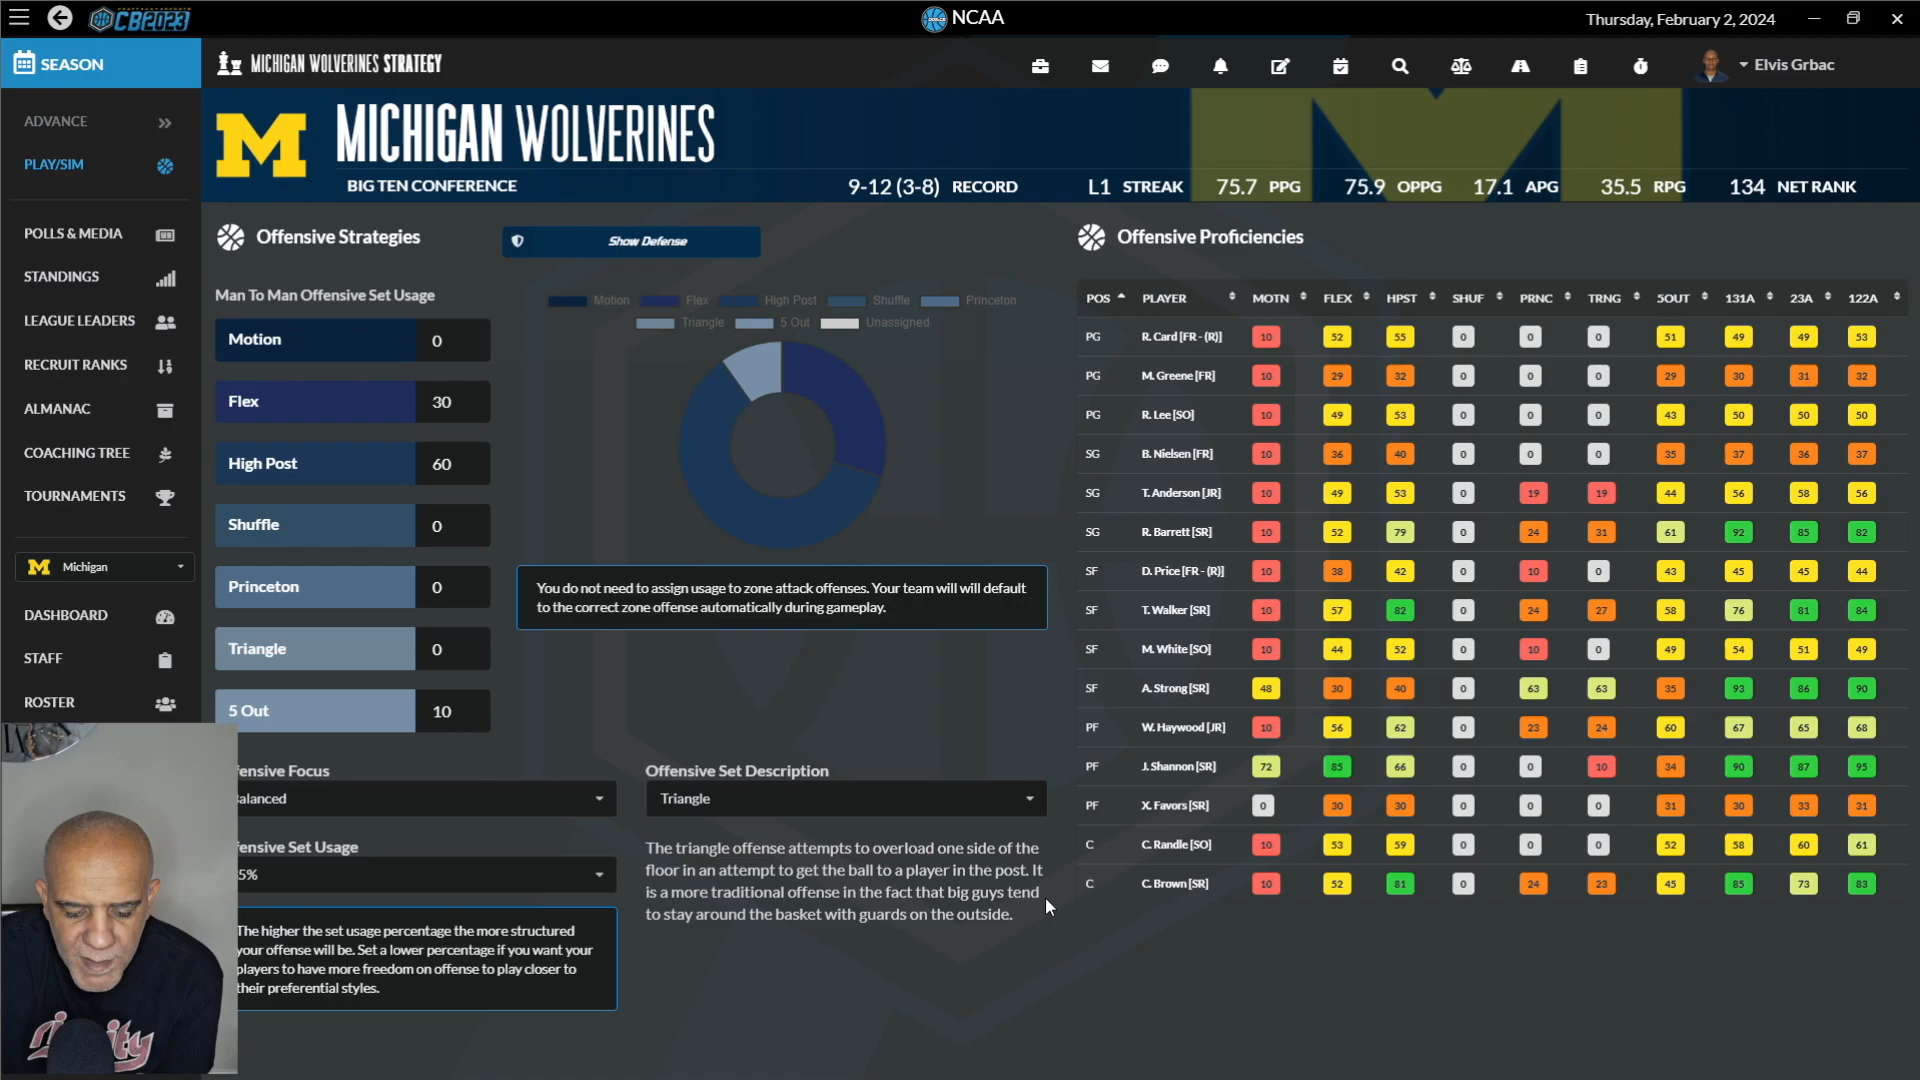 CB2023
NCAA
Thursday, February 2, 2024
SEASON
MICHIGAN WOLVERINES STRATEGY
Elvis Grbac
ADVANCE
PLAY/SIM
POLLS & MEDIA
STANDINGS
LEAGUE LEADERS
RECRUIT RANKS
ALMANAC
COACHING TREE
TOURNAMENTS
Michigan
DASHBOARD
STAFF
ROSTER
MICHIGAN WOLVERINES
BIG TEN CONFERENCE
9-12 (3-8) RECORD
L1 STREAK
75.7 PPG
75.9 OPPG
17.1 APG
35.5 RPG
134 NET RANK
Offensive Strategies
Show Defense
Man To Man Offensive Set Usage
Motion 0
Flex 30
High Post 60
Shuffle 0
Princeton 0
Triangle 0
5 Out 10
Motion Flex High Post Shuffle Princeton
Triangle 5 Out Unassigned
You do not need to assign usage to zone attack offenses. Your team will will default
to the correct zone offense automatically during gameplay.
fensive Focus
alanced
fensive Set Usage
5%
The higher the set usage percentage the more structured
your offense will be. Set a lower percentage if you want your
players to have more freedom on offense to play closer to
their preferential styles.
Offensive Set Description
Triangle
The triangle offense attempts to overload one side of the
floor in an attempt to get the ball to a player in the post. It
is a more traditional offense in the fact that big guys tend
to stay around the basket with guards on the outside.
Offensive Proficiencies
POS PLAYER MOTN FLEX HPST SHUF PRNC TRNG 5OUT 131A 23A 122A
PG R. Card [FR - (R)] 10 52 55 0 0 0 51 49 49 53
PG M. Greene [FR] 10 29 32 0 0 0 29 30 31 32
PG R. Lee [SO] 10 49 53 0 0 0 43 50 50 50
SG B. Nielsen [FR] 10 36 40 0 0 0 35 37 36 37
SG T. Anderson [JR] 10 49 53 0 19 19 44 56 58 56
SG R. Barrett [SR] 10 52 79 0 24 31 61 92 85 82
SF D. Price [FR - (R)] 10 38 42 0 10 0 43 45 45 44
SF T. Walker [SR] 10 57 82 0 24 27 58 76 81 84
SF M. White [SO] 10 44 52 0 10 0 49 54 51 49
SF A. Strong [SR] 48 30 40 0 63 63 35 93 86 90
PF W. Haywood [JR] 10 56 62 0 23 24 60 67 65 68
PF J. Shannon [SR] 72 85 66 0 0 10 34 90 87 95
PF X. Favors [SR] 0 30 30 0 0 0 31 30 33 31
C C. Randle [SO] 10 53 59 0 0 0 52 58 60 61
C C. Brown [SR] 10 52 81 0 24 23 45 85 73 83